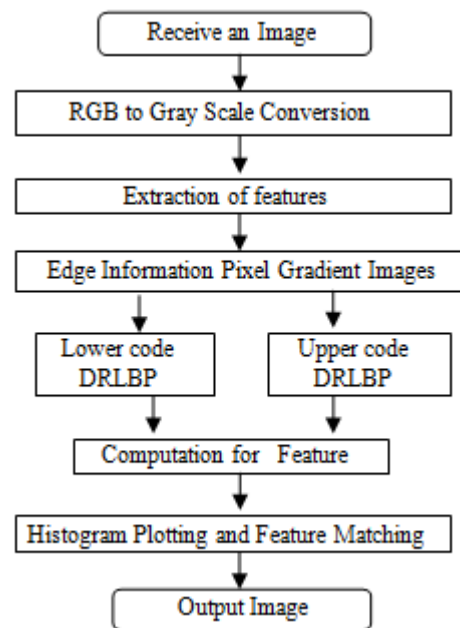 Receive an Image
RGB to Gray Scale Conversion
Extraction of features
Edge Information Pixel Gradient Images
Lower code
DRLBP
Upper code
DRLBP
Computation for Feature
Histogram Plotting and Feature Matching
Output Image